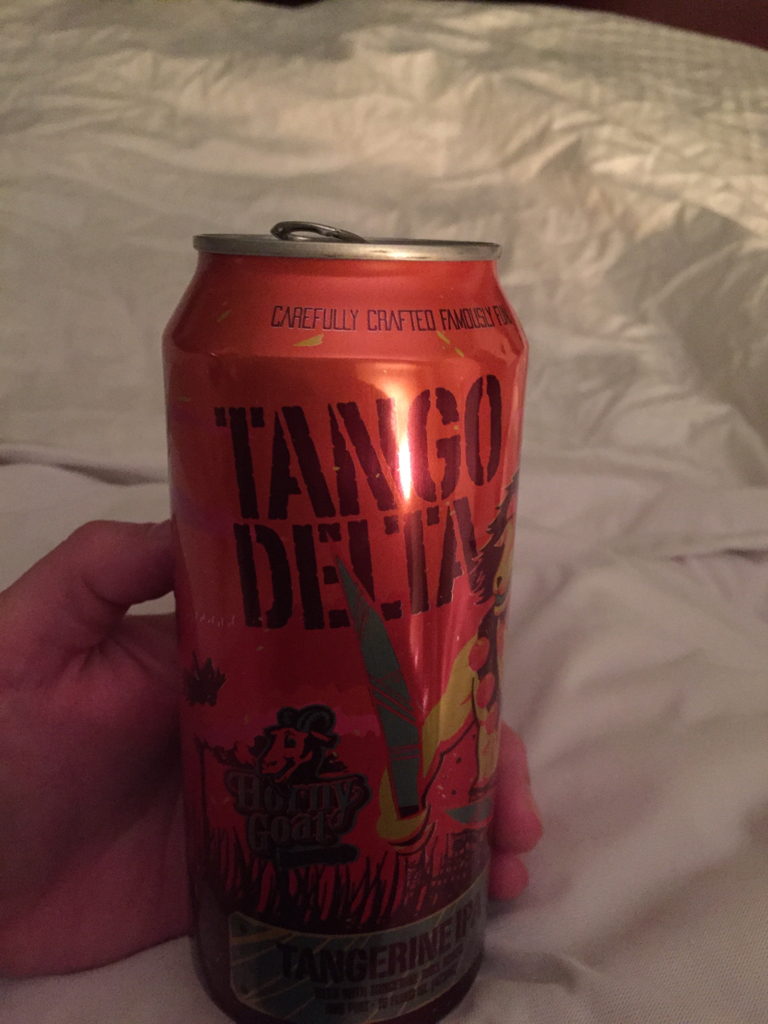 CAREFULLY CRAFTED FAMOUSLY
TANGO
DELTA
Horny
Goat
TANGERINE IPA